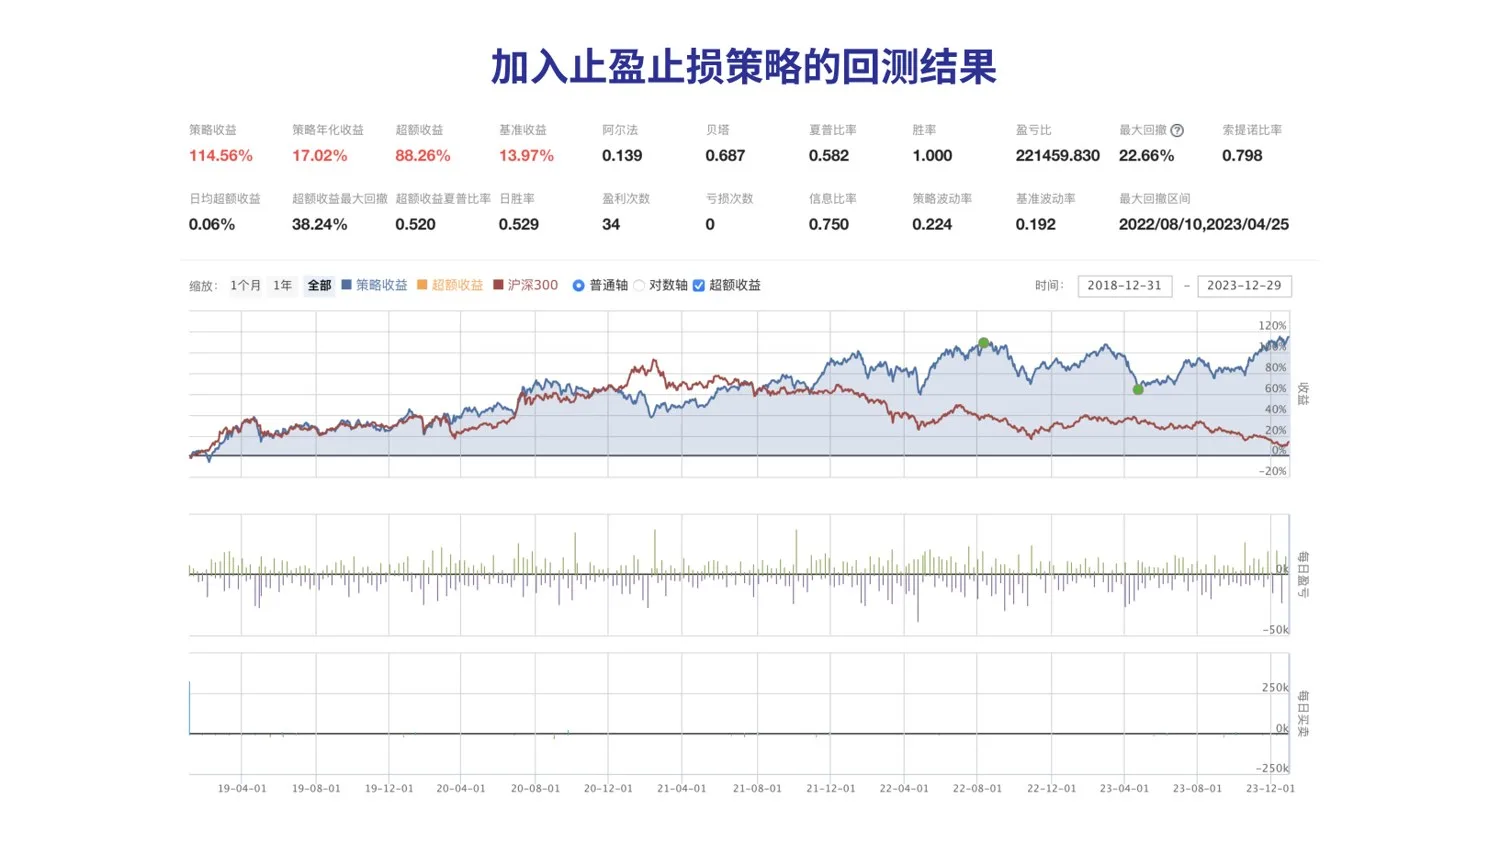 加入止盈止损策略的回测结果
策略收益 策略年化收益 超额收益 基准收益 阿尔法 贝塔 夏普比率 胜率 盈亏比 最大回撤 ? 索提诺比率
114.56% 17.02% 88.26% 13.97% 0.139 0.687 0.582 1.000 221459.830 22.66% 0.798
日均超额收益 超额收益最大回撤 超额收益夏普比率 日胜率 盈利次数 亏损次数 信息比率 策略波动率 基准波动率 最大回撤区间
0.06% 38.24% 0.520 0.529 34 0 0.750 0.224 0.192 2022/08/10,2023/04/25
缩放: 1个月 1年 全部 策略收益 超额收益 沪深300 普通轴 对数轴 超额收益 时间: 2018-12-31 - 2023-12-29
120%
100%
80%
60%
40%
20%
0%
-20%
收益
0k
-50k
每日盈亏
250k
0k
-250k
每日买卖
19-04-01 19-08-01 19-12-01 20-04-01 20-08-01 20-12-01 21-04-01 21-08-01 21-12-01 22-04-01 22-08-01 22-12-01 23-04-01 23-08-01 23-12-01